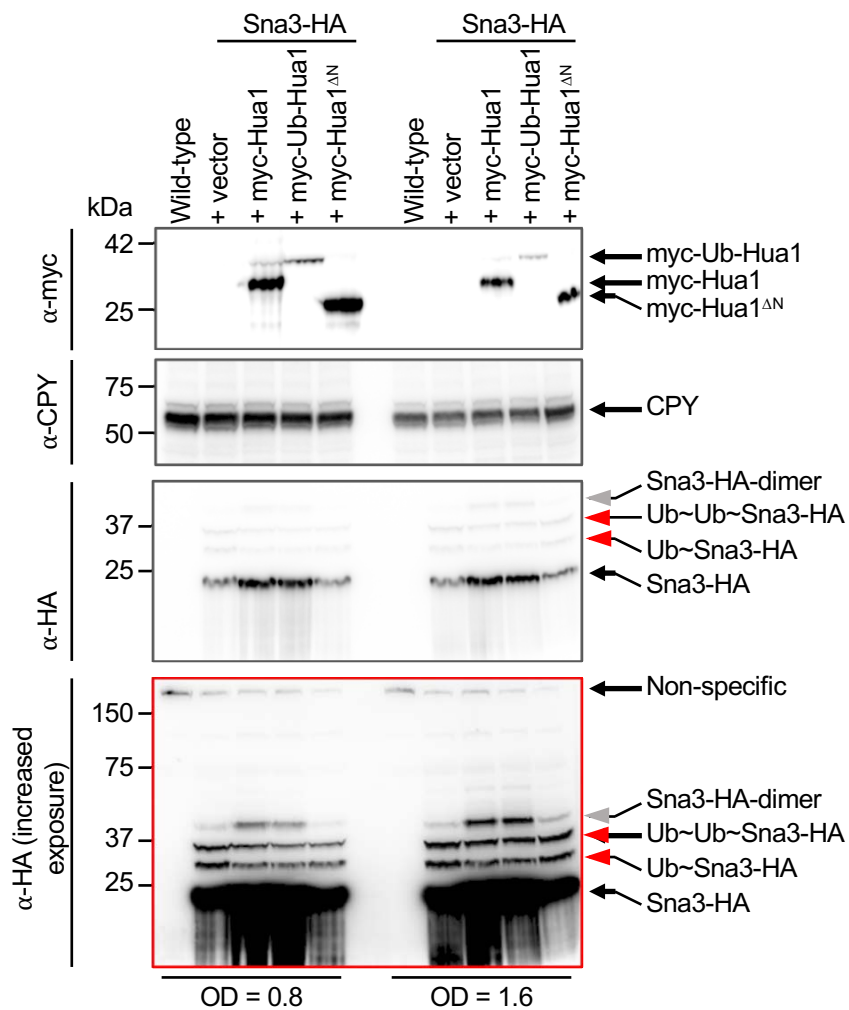 Sna3-HA
Sna3-HA
Wild-type
+ vector
+ myc-Hua1
+ myc-Ub-Hua1
+ myc-Hua1ΔN
Wild-type
+ vector
+ myc-Hua1
+ myc-Ub-Hua1
+ myc-Hua1ΔN
kDa
α-myc
42
25
myc-Ub-Hua1
myc-Hua1
myc-Hua1ΔN
α-CPY
75
50
CPY
α-HA
37
25
Sna3-HA-dimer
Ub~Ub~Sna3-HA
Ub~Sna3-HA
Sna3-HA
α-HA (increased
exposure)
150
75
37
25
Non-specific
Sna3-HA-dimer
Ub~Ub~Sna3-HA
Ub~Sna3-HA
Sna3-HA
OD = 0.8
OD = 1.6